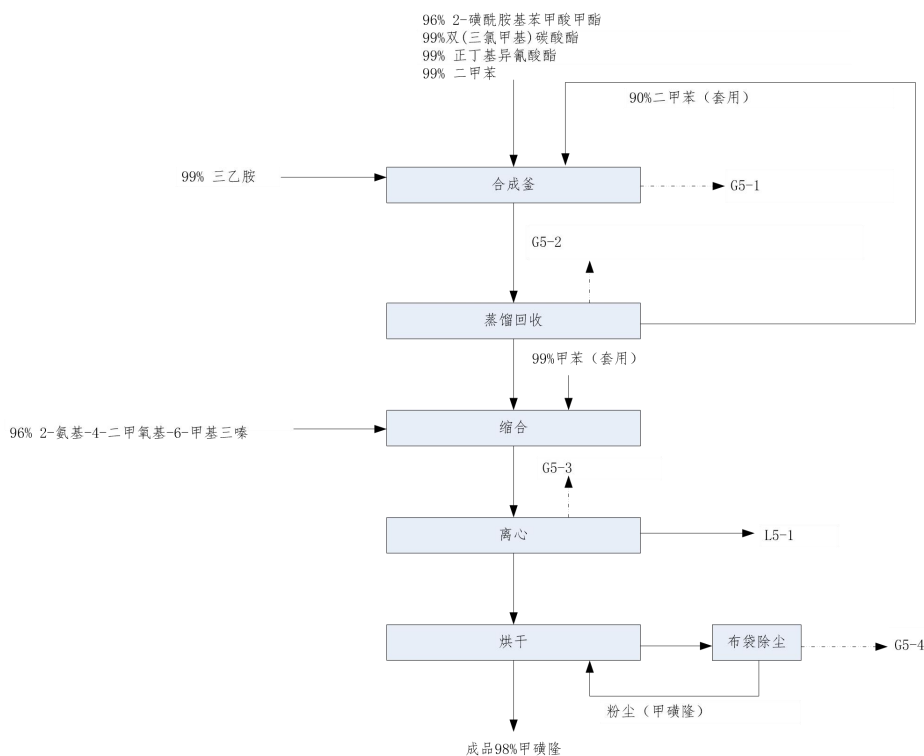 96% 2-磺酰胺基苯甲酸甲酯
99%双(三氯甲基)碳酸酯
99% 正丁基异氰酸酯
99% 二甲苯
90%二甲苯（套用）
99% 三乙胺
合成釜
G5-1
G5-2
蒸馏回收
99%甲苯（套用）
96% 2-氨基-4-二甲氧基-6-甲基三嗪
缩合
G5-3
离心
L5-1
烘干
布袋除尘
G5-4
粉尘（甲磺隆）
成品98%甲磺隆